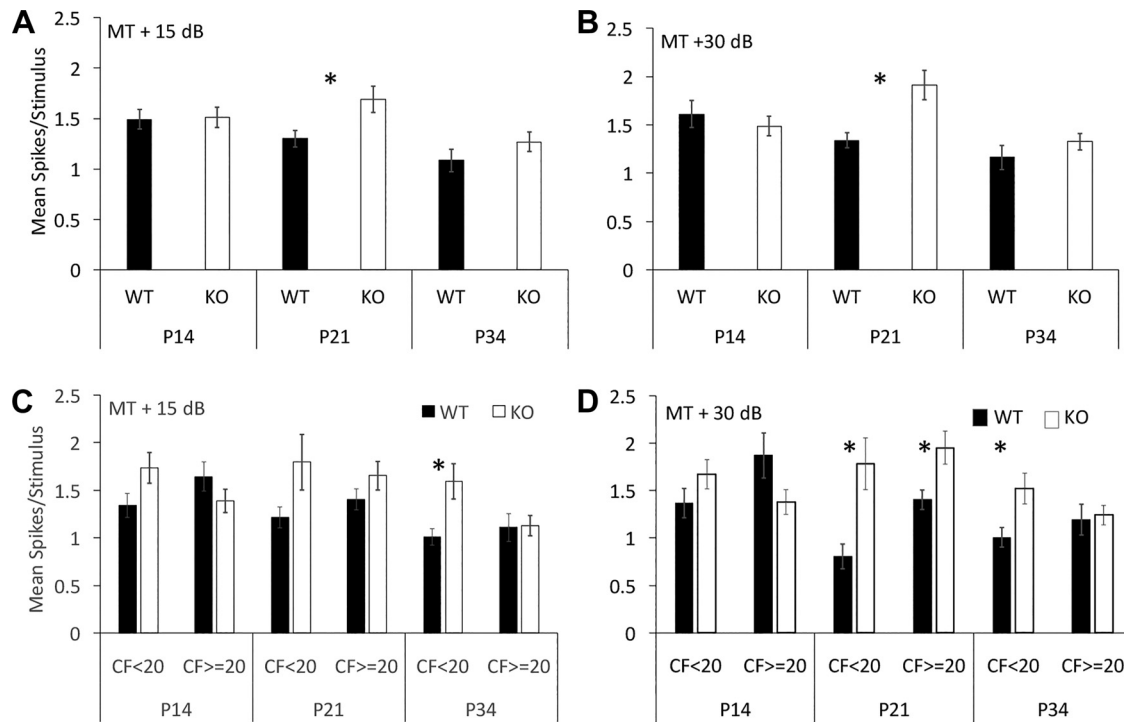 A
MT + 15 dB
Mean Spikes/Stimulus
2.5
2
1.5
1
0.5
0
*
WT KO WT KO WT KO
P14 P21 P34
B
MT +30 dB
2.5
2
1.5
1
0.5
0
*
WT KO WT KO WT KO
P14 P21 P34
C
MT + 15 dB
WT KO
Mean Spikes/Stimulus
2.5
2
1.5
1
0.5
0
*
CF<20 CF>=20 CF<20 CF>=20 CF<20 CF>=20
P14 P21 P34
D
MT + 30 dB
WT KO
2.5
2
1.5
1
0.5
0
* * *
CF<20 CF>=20 CF<20 CF>=20 CF<20 CF>=20
P14 P21 P34